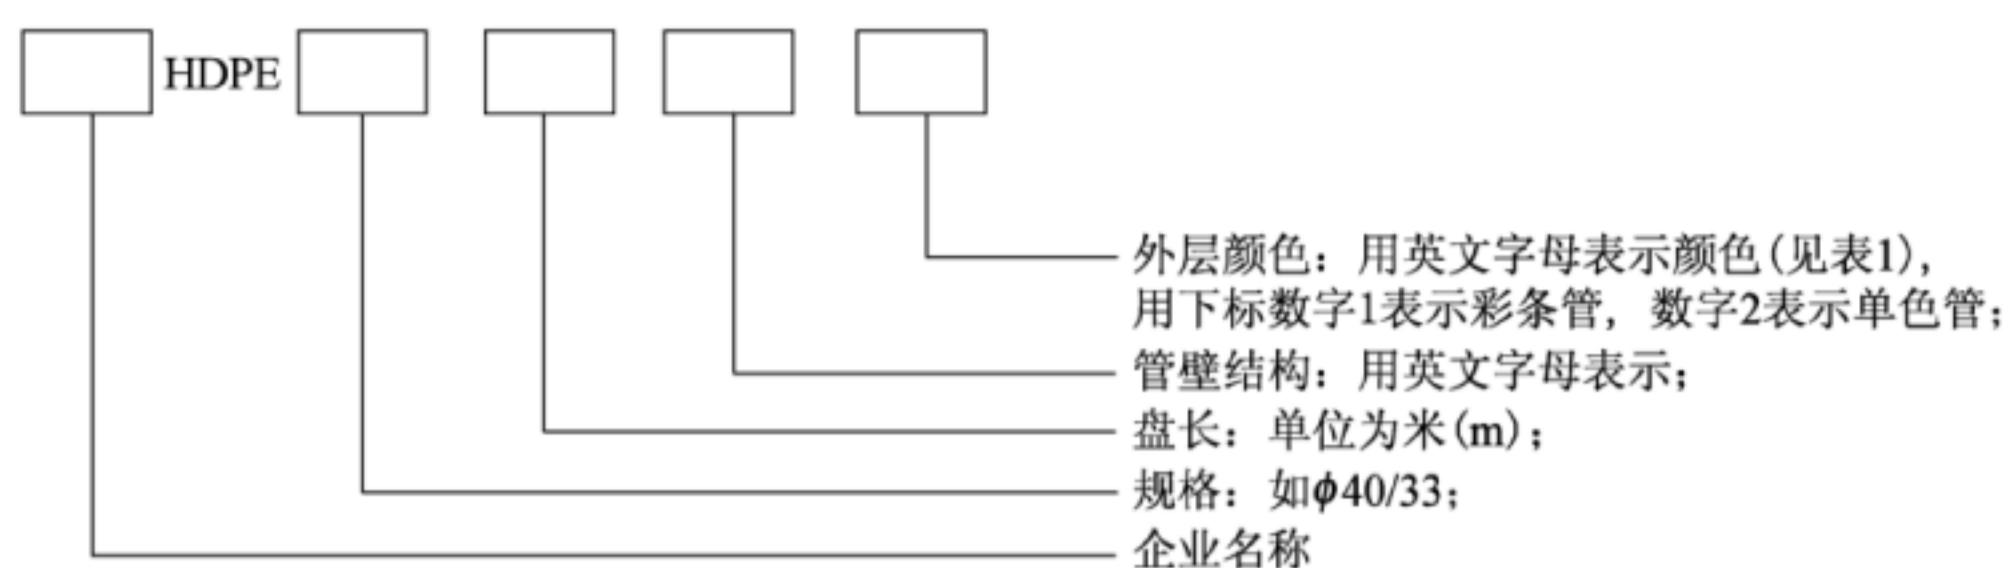 HDPE
外层颜色：用英文字母表示颜色(见表1)，
用下标数字1表示彩条管，数字2表示单色管；
管壁结构：用英文字母表示；
盘长：单位为米(m)；
规格：如ϕ40/33；
企业名称